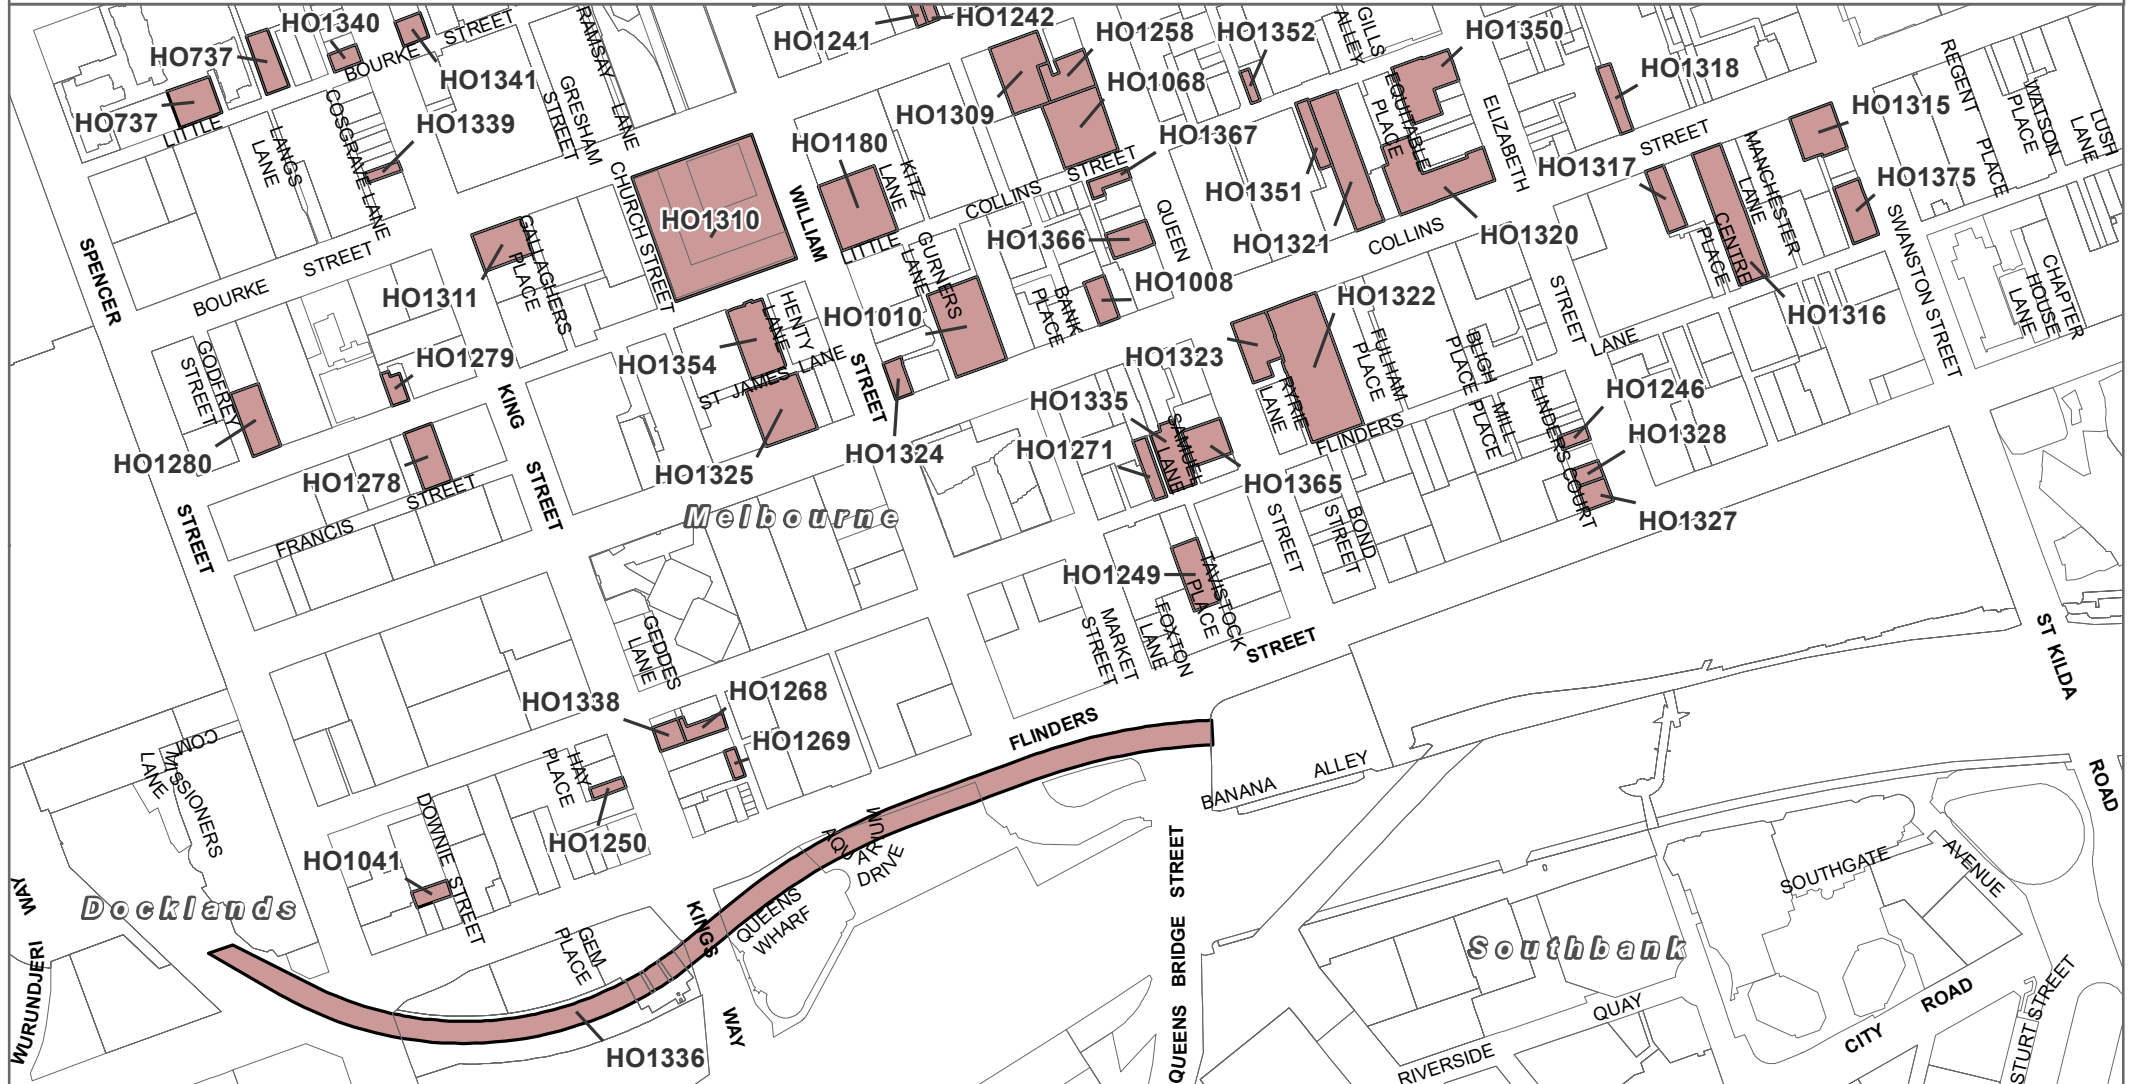 HO1340
STREET
HO737
BOURKE
HO1341
HO737
LITTLE
LANGS
LANE
COSGRAVE LANE
HO1339
GRESHAM
STREET
RAMSAY
LANE
HO1241
HO1242
HO1309
HO1258
HO1068
HO1352
GILLS
ALLEY
HO1350
HO1318
REGENT
PLACE
WATSON
PLACE
LUSH
LANE
HO1315
HO1180
KITZ
LANE
HO1367
COLLINS
STREET
EQUITABLE
PLACE
ELIZABETH
STREET
HO1317
MANCHESTER
LANE
HO1375
HO1351
HO1321
COLLINS
HO1320
CENTRE
PLACE
HO1316
SWANSTON STREET
CHAPTER
HOUSE
LANE
SPENCER
BOURKE
STREET
HO1311
GALLAGHERS
PLACE
CHURCH STREET
HO1310
WILLIAM
LITTLE
GURNERS
LANE
HO1366
QUEEN
HO1008
BANK
PLACE
HO1010
HENTY
LANE
HO1354
ST JAMES LANE
STREET
HO1324
HO1325
GODFREY
STREET
HO1279
HO1280
HO1278
KING
STREET
FRANCIS
STREET
STREET
HO1323
HO1322
RYRIE
LANE
FULHAM
PLACE
FLINDERS
BLIGH
PLACE
MILL
PLACE
STREET
LANE
FLINDERS COURT
HO1246
HO1328
HO1327
HO1335
HO1271
SAMUEL
LANE
HO1365
STREET
BOND
STREET
Melbourne
HO1249
TAVISTOCK
PLACE
FOXTON
LANE
MARKET
STREET
STREET
GEDDES
LANE
HO1338
HO1268
HO1269
FLINDERS
HAY
PLACE
HO1250
COMMISSIONERS
LANE
DOWNIE STREET
HO1041
Docklands
WURUNDJERI
WAY
GEM
PLACE
KINGS
WAY
QUEENS
WHARF
AQUARIUM
DRIVE
HO1336
BANANA
ALLEY
QUEENS BRIDGE STREET
ST KILDA
ROAD
SOUTHGATE
AVENUE
Southbank
QUAY
RIVERSIDE
CITY
ROAD
STURT STREET